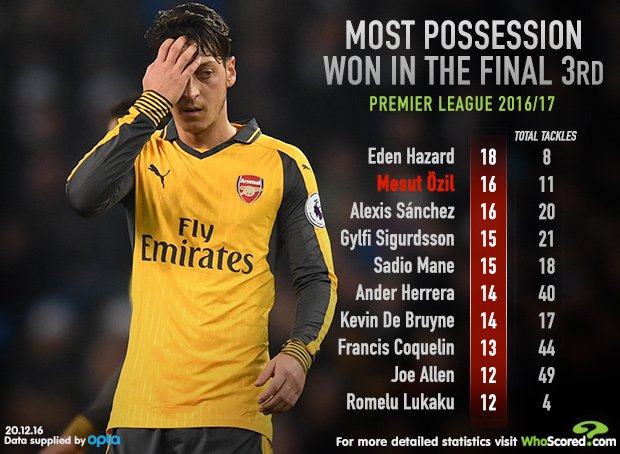 MOST POSSESSION
WON IN THE FINAL 3RD
PREMIER LEAGUE 2016/17
TOTAL TACKLES
Eden Hazard 18 8
Mesut Özil 16 11
Alexis Sánchez 16 20
Gylfi Sigurdsson 15 21
Sadio Mane 15 18
Ander Herrera 14 40
Kevin De Bruyne 14 17
Francis Coquelin 13 44
Joe Allen 12 49
Romelu Lukaku 12 4
Arsenal
Fly
Emirates
20.12.16
Data supplied by opta
For more detailed statistics visit WhoScored.com